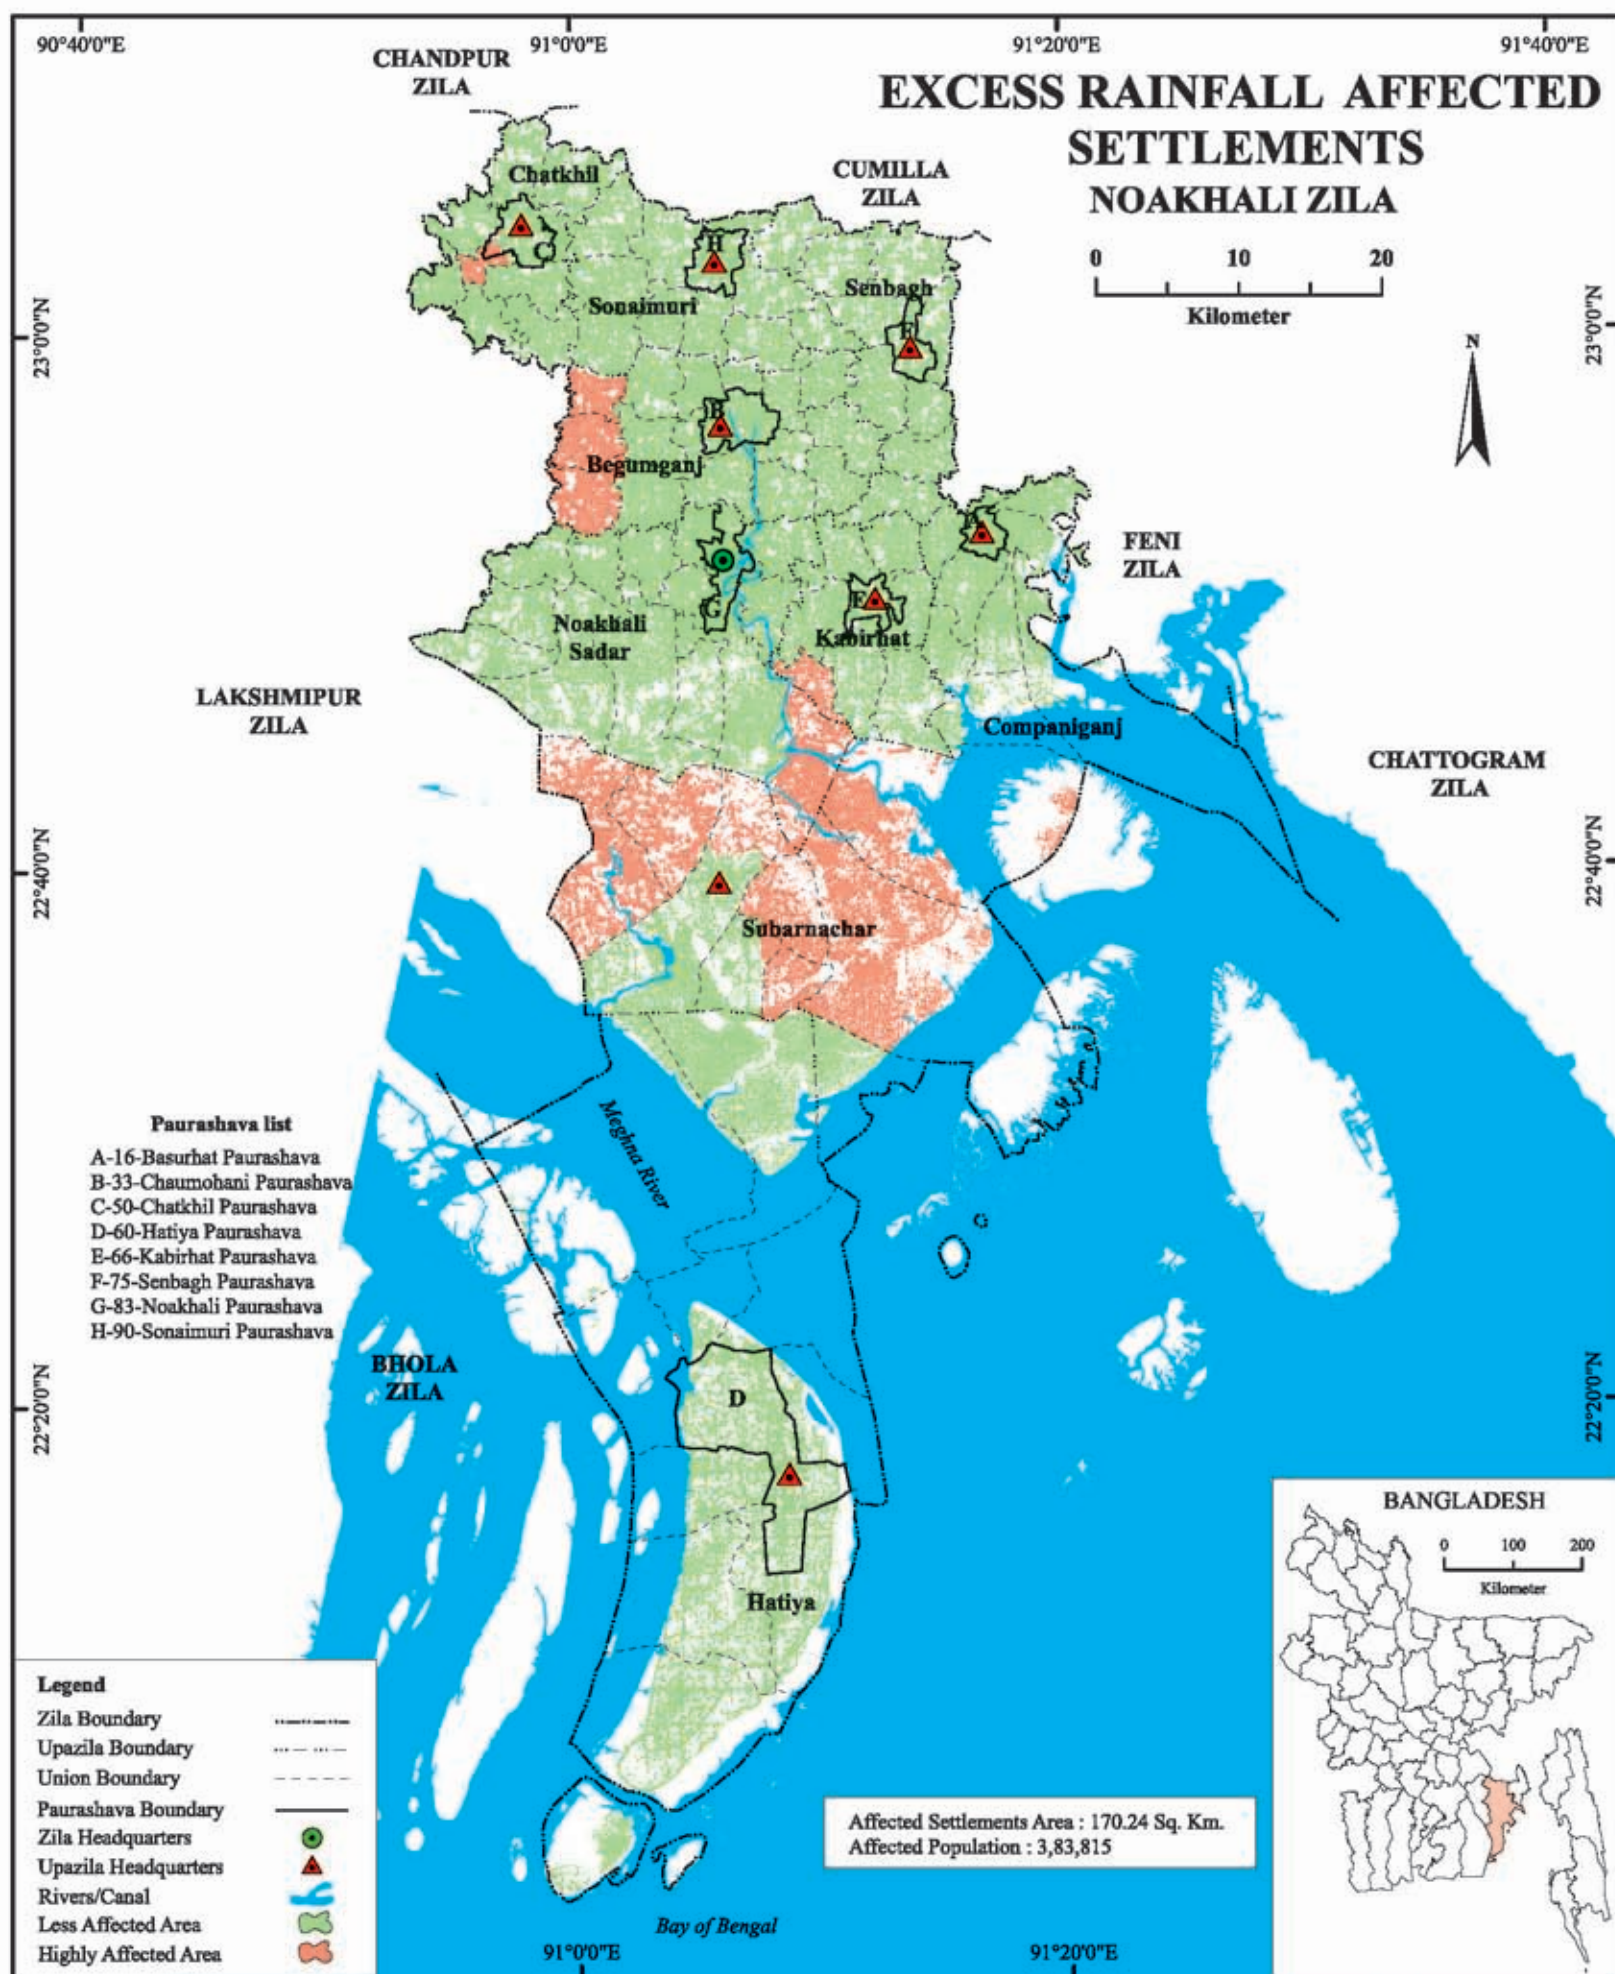 90°40'0"E
91°0'0"E
91°20'0"E
91°40'0"E
CHANDPUR
ZILA
EXCESS RAINFALL AFFECTED
SETTLEMENTS
NOAKHALI ZILA
CUMILLA
ZILA
Chatkhil
C
H
0 10 20
Kilometer
Senbagh
Sonaimuri
F
23°0'0"N
23°0'0"N
N
B
Begumganj
A
FENI
ZILA
E
G
Noakhali
Sadar
Kabirhat
LAKSHMIPUR
ZILA
Companiganj
CHATTOGRAM
ZILA
22°40'0"N
22°40'0"N
Subarnachar
Meghna River
Paurashava list
A-16-Basurhat Paurashava
B-33-Chaumohani Paurashava
C-50-Chatkhil Paurashava
D-60-Hatiya Paurashava
E-66-Kabirhat Paurashava
F-75-Senbagh Paurashava
G-83-Noakhali Paurashava
H-90-Sonaimuri Paurashava
BHOLA
ZILA
D
22°20'0"N
22°20'0"N
Hatiya
BANGLADESH
0 100 200
Kilometer
Legend
Zila Boundary
Upazila Boundary
Union Boundary
Paurashava Boundary
Zila Headquarters
Upazila Headquarters
Rivers/Canal
Less Affected Area
Highly Affected Area
Affected Settlements Area : 170.24 Sq. Km.
Affected Population : 3,83,815
Bay of Bengal
91°0'0"E
91°20'0"E